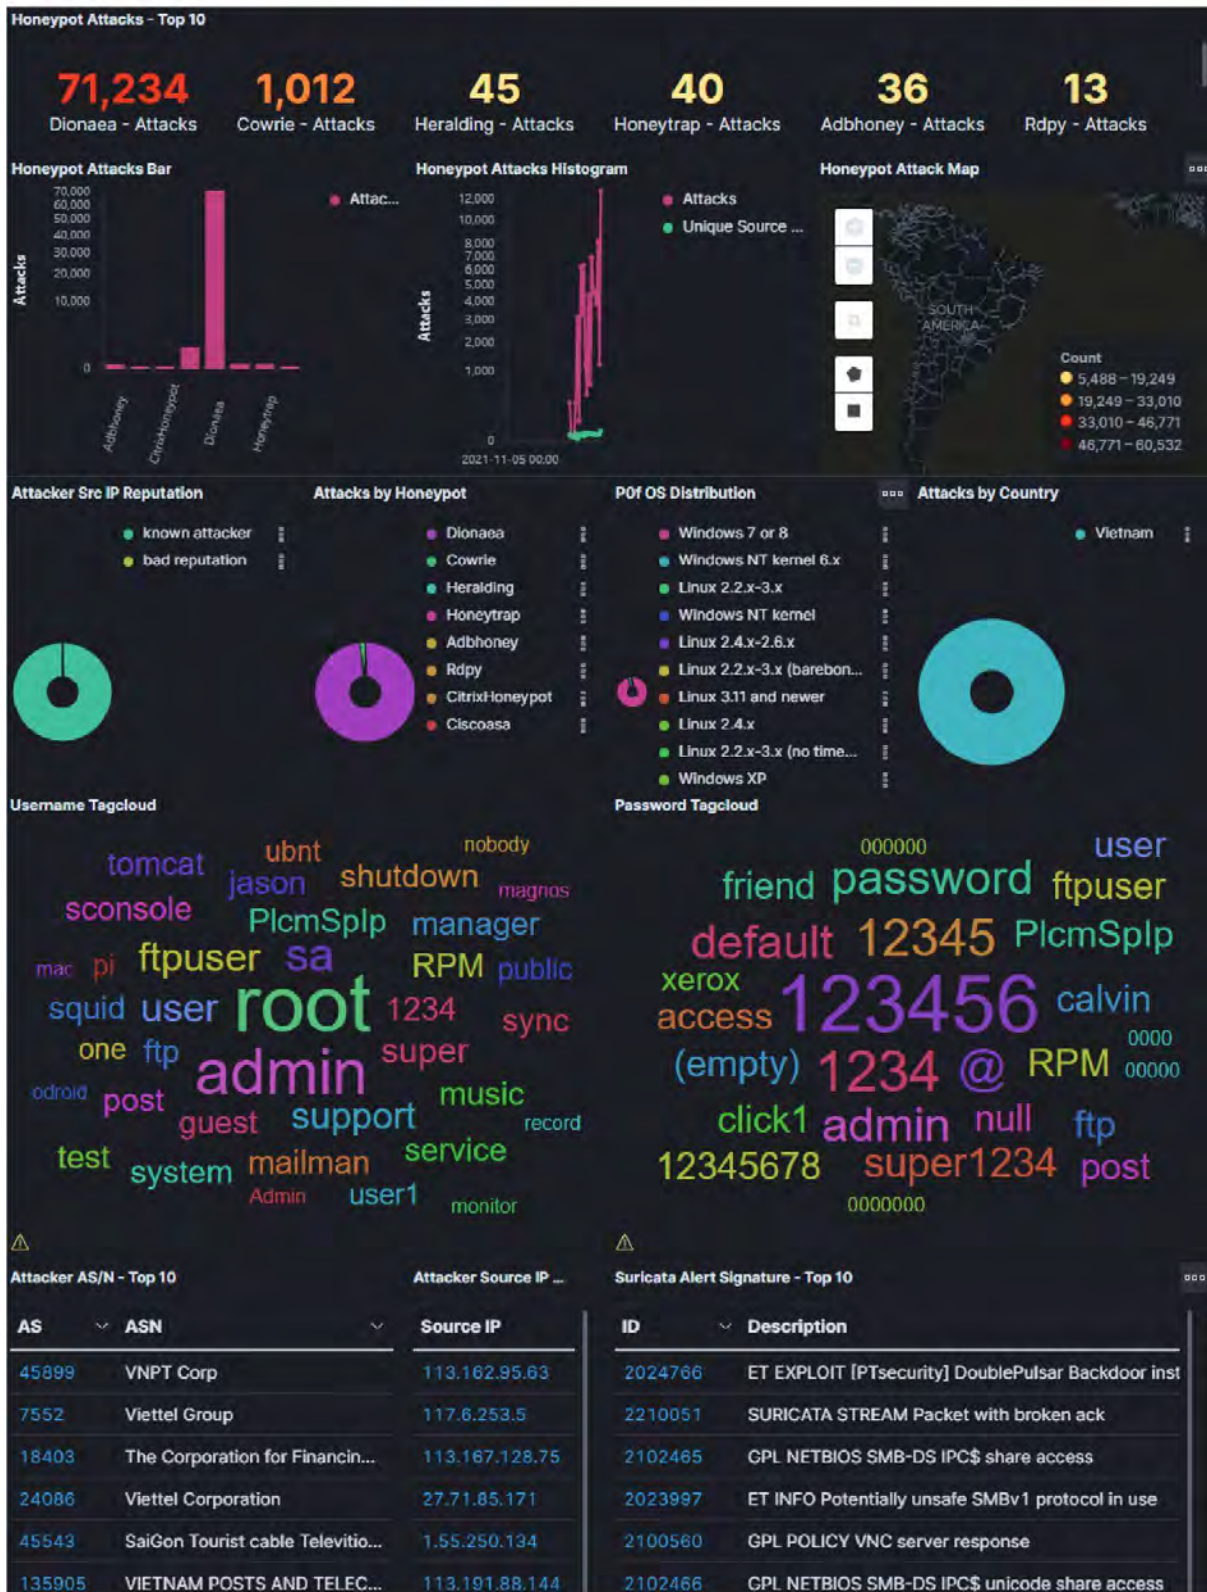 Honeypot Attacks - Top 10
71,234 1,012 45 40 36 13
Dionaea - Attacks Cowrie - Attacks Heralding - Attacks Honeytrap - Attacks Adbhoney - Attacks Rdpy - Attacks
Honeypot Attacks Bar
70,000
60,000
50,000
40,000
30,000
20,000
10,000
0
Attacks
Adbhoney
CitrixHoneypot
Dionaea
Honeytrap
Attac...
Honeypot Attacks Histogram
12,000
10,000
8,000
7,000
6,000
5,000
4,000
3,000
2,000
1,000
0
Attacks
2021-11-05 00:00
Attacks
Unique Source ...
Honeypot Attack Map
SOUTH
AMERICA
Count
5,488 – 19,249
19,249 – 33,010
33,010 – 46,771
46,771 – 60,532
Attacker Src IP Reputation
known attacker
bad reputation
Attacks by Honeypot
Dionaea
Cowrie
Heralding
Honeytrap
Adbhoney
Rdpy
CitrixHoneypot
Ciscoasa
P0f OS Distribution
Windows 7 or 8
Windows NT kernel 6.x
Linux 2.2.x-3.x
Windows NT kernel
Linux 2.4.x-2.6.x
Linux 2.2.x-3.x (barebon...
Linux 3.11 and newer
Linux 2.4.x
Linux 2.2.x-3.x (no time...
Windows XP
Attacks by Country
Vietnam
Username Tagcloud
nobody
ubnt
tomcat
jason shutdown magnos
sconsole
PlcmSpIp manager
ftpuser sa RPM public
mac pi
squid user root 1234 sync
one ftp admin super
odroid post music
guest support record
test system mailman service
Admin user1 monitor
Password Tagcloud
000000 user
friend password ftpuser
default 12345 PlcmSpIp
xerox
access 123456 calvin
0000
(empty) 1234 @ RPM 00000
click1 admin null ftp
12345678 super1234 post
0000000
Attacker AS/N - Top 10
AS ASN
45899 VNPT Corp
7552 Viettel Group
18403 The Corporation for Financin...
24086 Viettel Corporation
45543 SaiGon Tourist cable Televitio...
135905 VIETNAM POSTS AND TELEC...
Attacker Source IP ...
Source IP
113.162.95.63
117.6.253.5
113.167.128.75
27.71.85.171
1.55.250.134
113.191.88.144
Suricata Alert Signature - Top 10
ID Description
2024766 ET EXPLOIT [PTsecurity] DoublePulsar Backdoor inst
2210051 SURICATA STREAM Packet with broken ack
2102465 GPL NETBIOS SMB-DS IPC$ share access
2023997 ET INFO Potentially unsafe SMBv1 protocol in use
2100560 GPL POLICY VNC server response
2102466 GPL NETBIOS SMB-DS IPC$ unicode share access